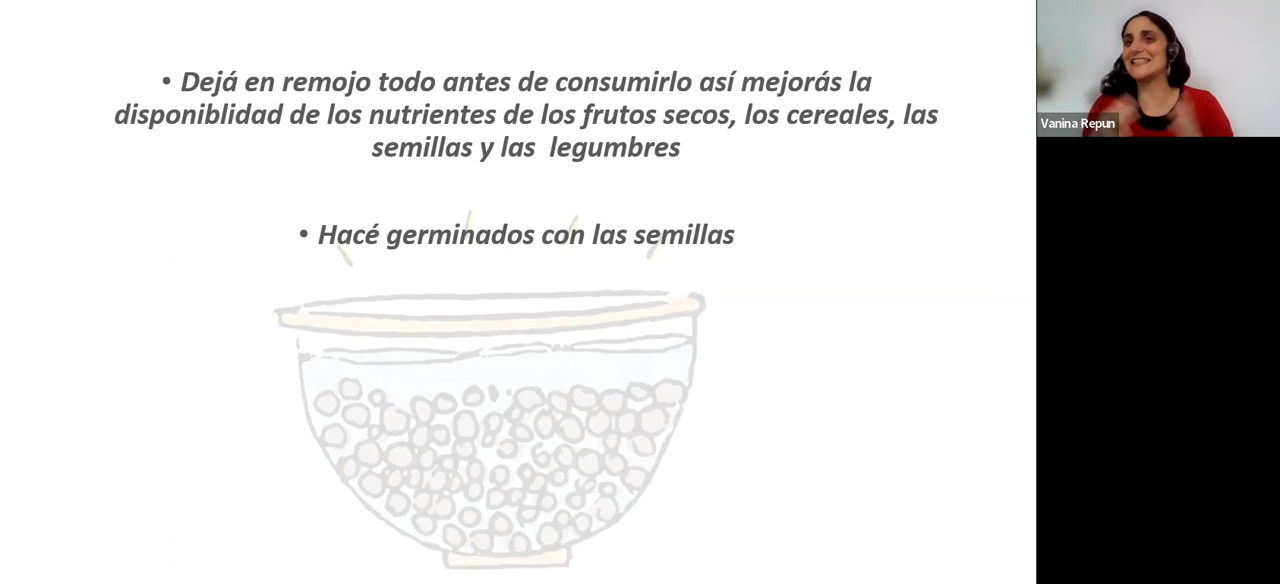 • Dejá en remojo todo antes de consumirlo así mejorás la
disponiblidad de los nutrientes de los frutos secos, los cereales, las
semillas y las legumbres
• Hacé germinados con las semillas
Vanina Repun